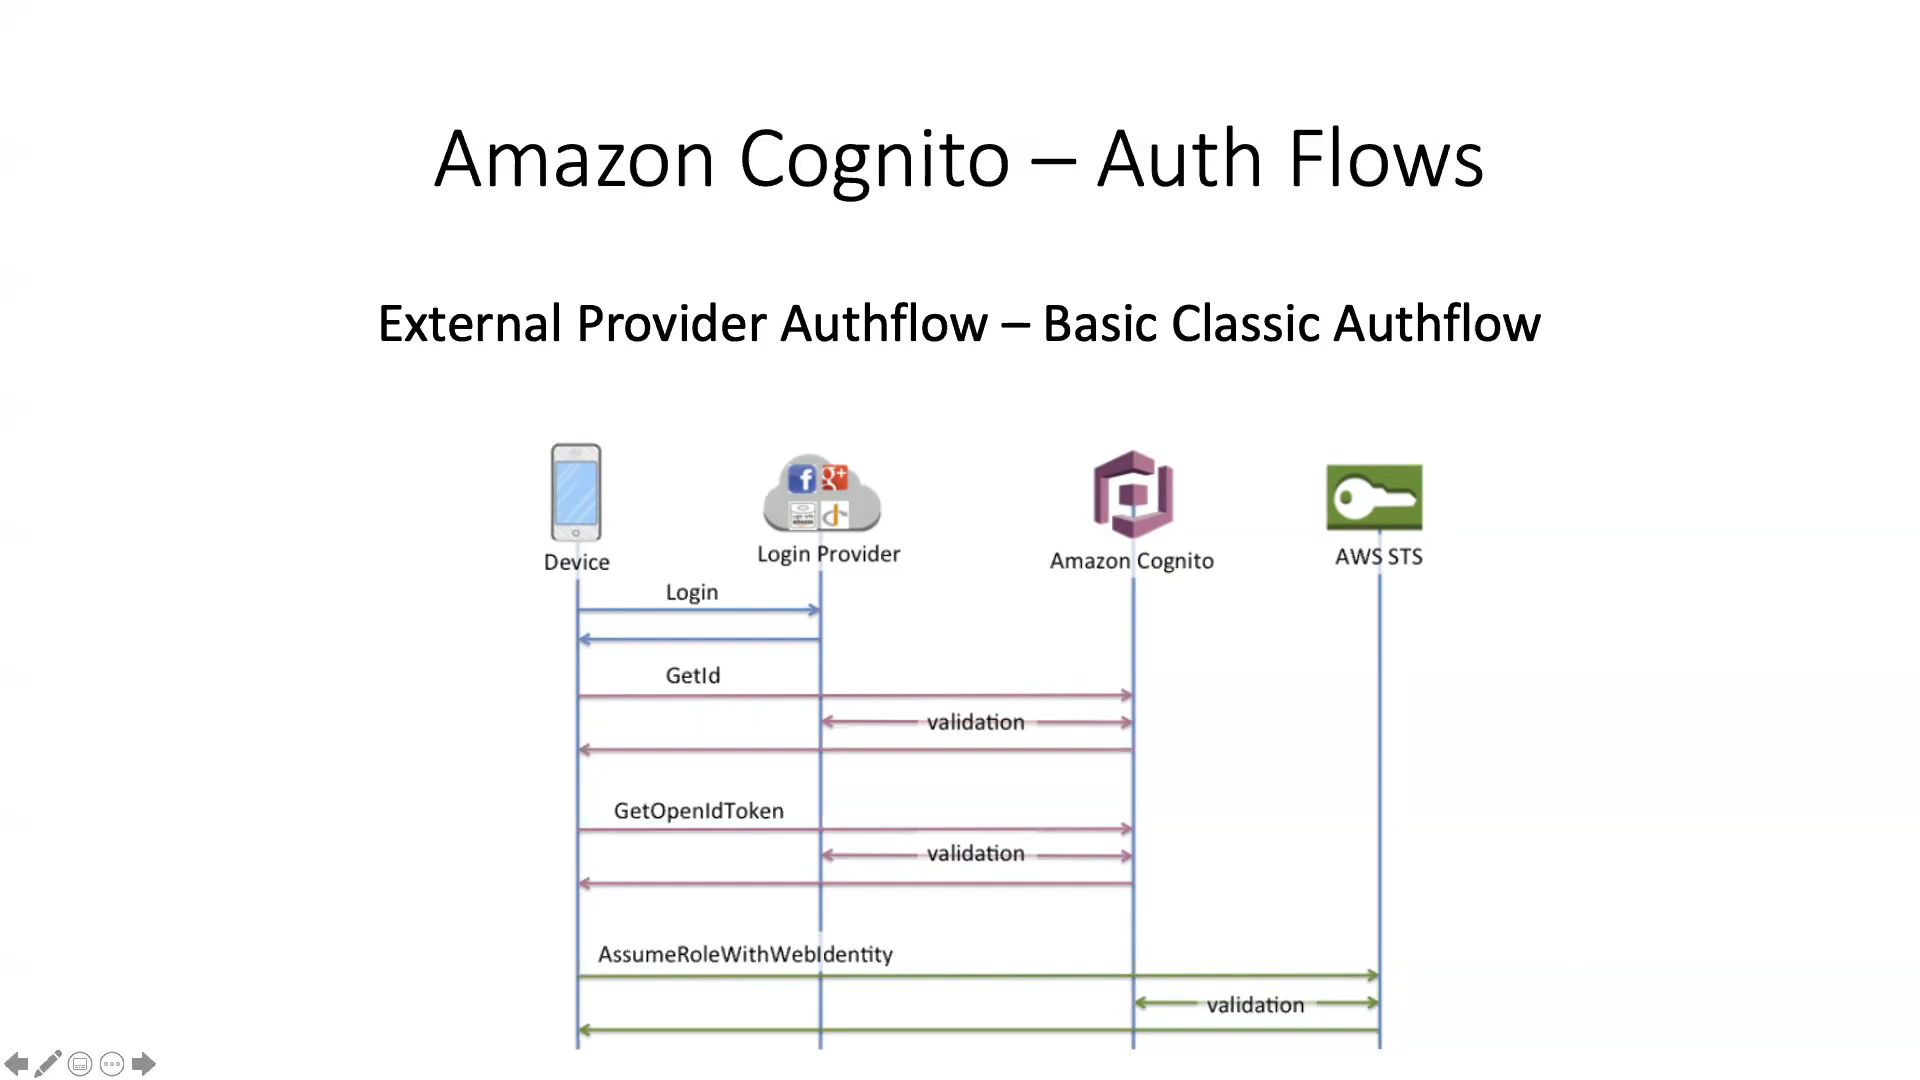 Amazon Cognito – Auth Flows
External Provider Authflow – Basic Classic Authflow
Device
Login Provider
Amazon Cognito
AWS STS
Login
GetId
validation
GetOpenIdToken
validation
AssumeRoleWithWebIdentity
validation